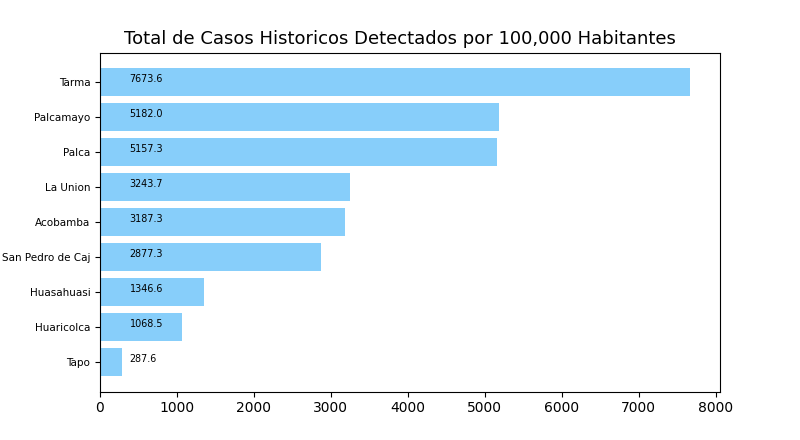 Total de Casos Historicos Detectados por 100,000 Habitantes
Tarma 7673.6
Palcamayo 5182.0
Palca 5157.3
La Union 3243.7
Acobamba 3187.3
San Pedro de Caj 2877.3
Huasahuasi 1346.6
Huaricolca 1068.5
Tapo 287.6
0 1000 2000 3000 4000 5000 6000 7000 8000